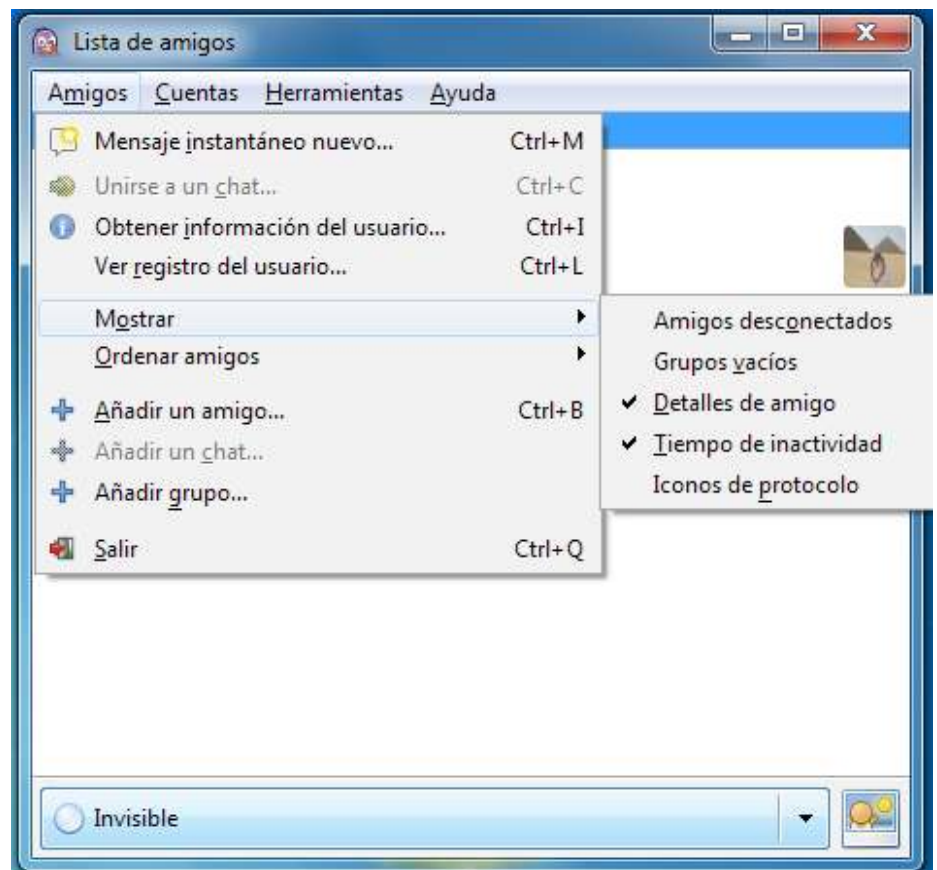 Lista de amigos
Amigos Cuentas Herramientas Ayuda
Mensaje instantáneo nuevo... Ctrl+M
Unirse a un chat... Ctrl+C
Obtener información del usuario... Ctrl+I
Ver registro del usuario... Ctrl+L
Mostrar
Ordenar amigos
Añadir un amigo... Ctrl+B
Añadir un chat...
Añadir grupo...
Salir Ctrl+Q
Amigos desconectados
Grupos vacíos
Detalles de amigo
Tiempo de inactividad
Iconos de protocolo
Invisible